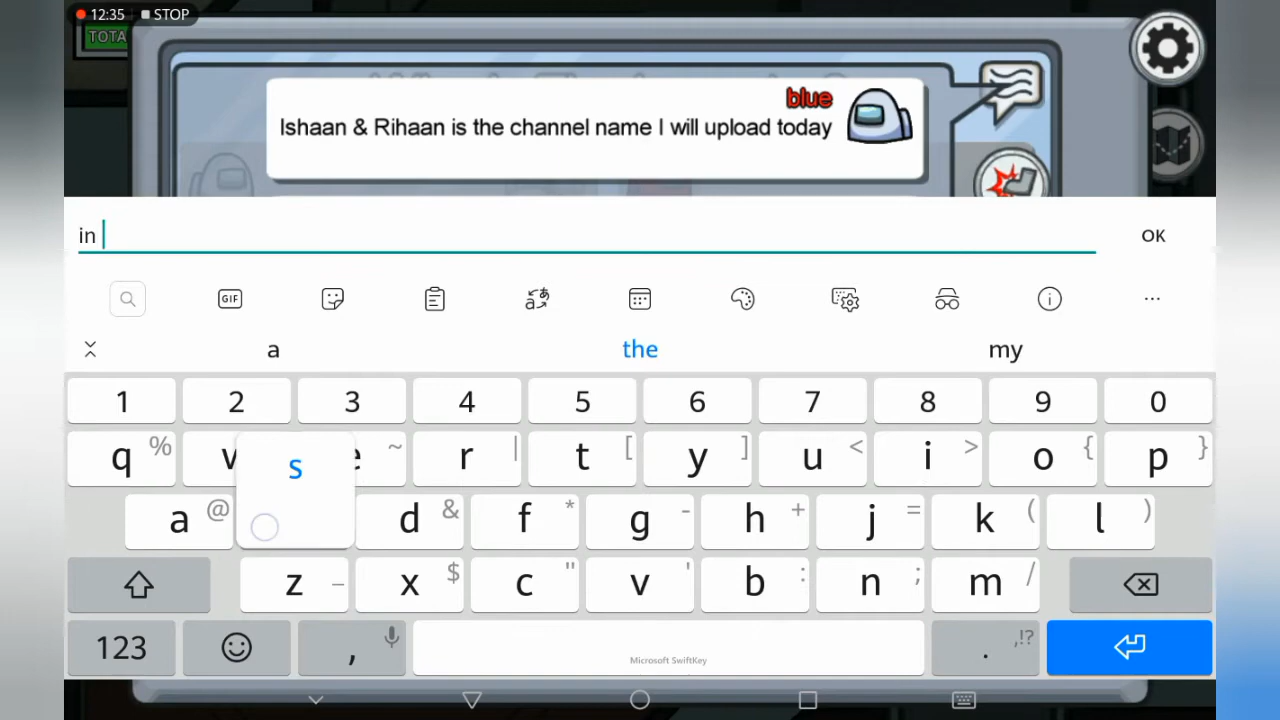 12:35 STOP
TOTA
blue
Ishaan & Rihaan is the channel name I will upload today
in
OK
GIF
a the my
1 2 3 4 5 6 7 8 9 0
q % w e ~ r | t [ y ] u < i > o { p }
a @ s d & f * g - h + j = k ( l )
z _ x $ c " v ' b : n ; m /
123 , Microsoft SwiftKey . ,!?